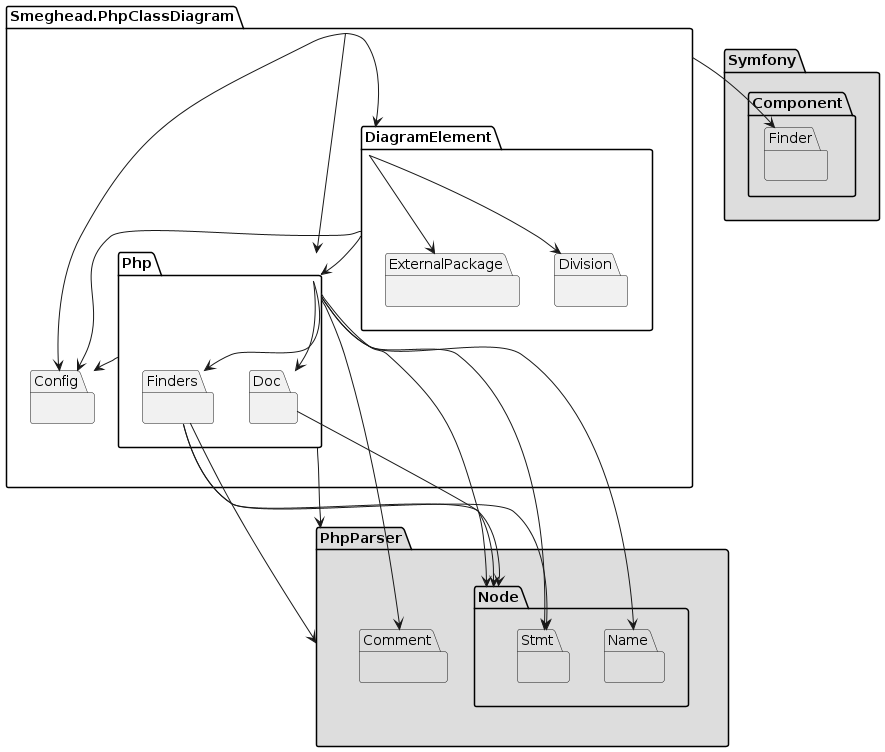 Smeghead.PhpClassDiagram
Symfony
Component
Finder
DiagramElement
ExternalPackage
Division
Php
Config
Finders
Doc
PhpParser
Node
Comment
Stmt
Name